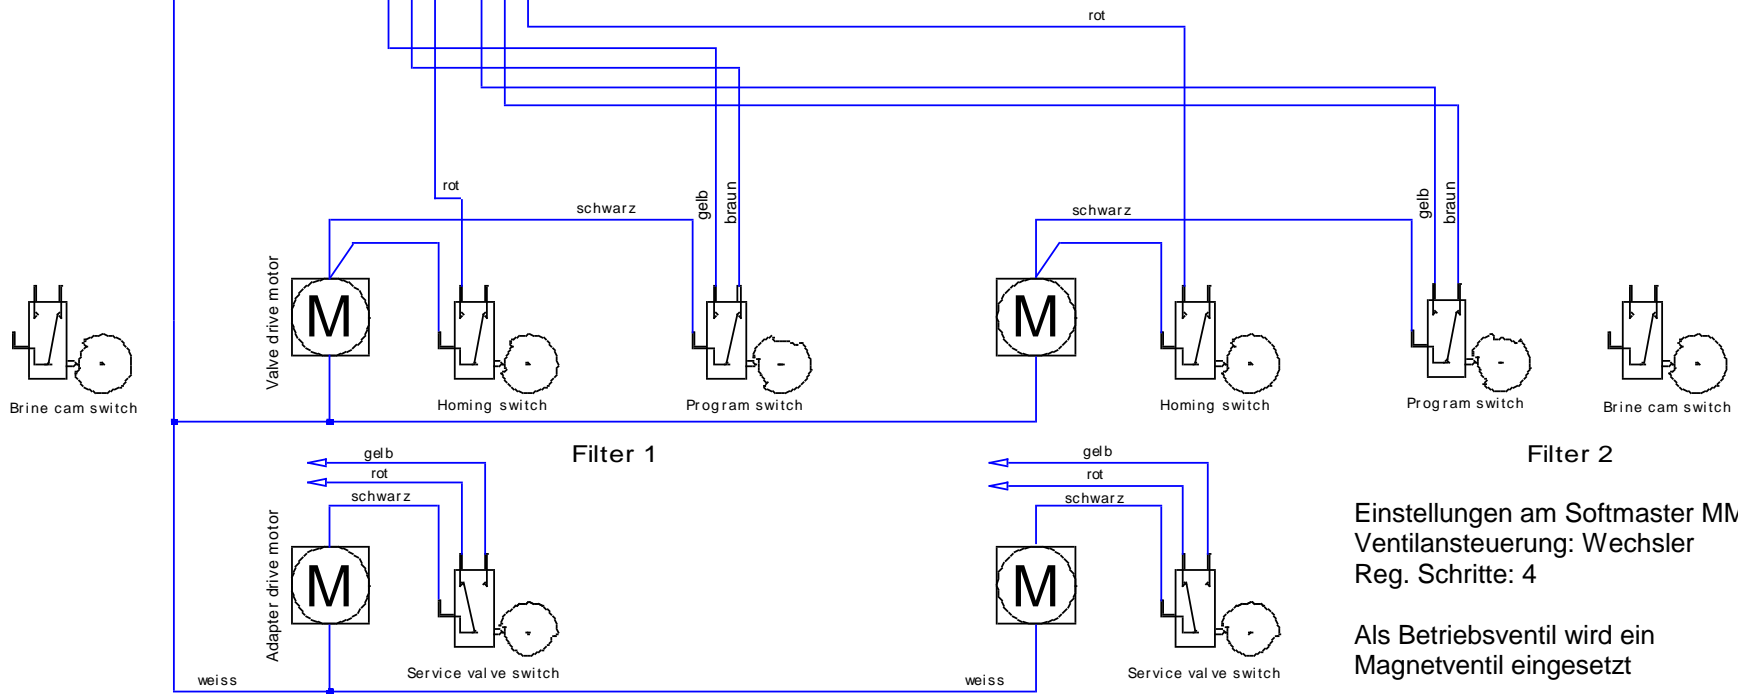 rot
rot
schwarz
gelb
braun
schwarz
gelb
braun
Valve drive motor
M
M
Brine cam switch
Homing switch
Program switch
Homing switch
Program switch
Brine cam switch
Filter 1
Filter 2
gelb
rot
schwarz
gelb
rot
schwarz
Adapter drive motor
M
M
Service valve switch
Service valve switch
weiss
weiss
Einstellungen am Softmaster MM
Ventilansteuerung: Wechsler
Reg. Schritte: 4
Als Betriebsventil wird ein
Magnetventil eingesetzt